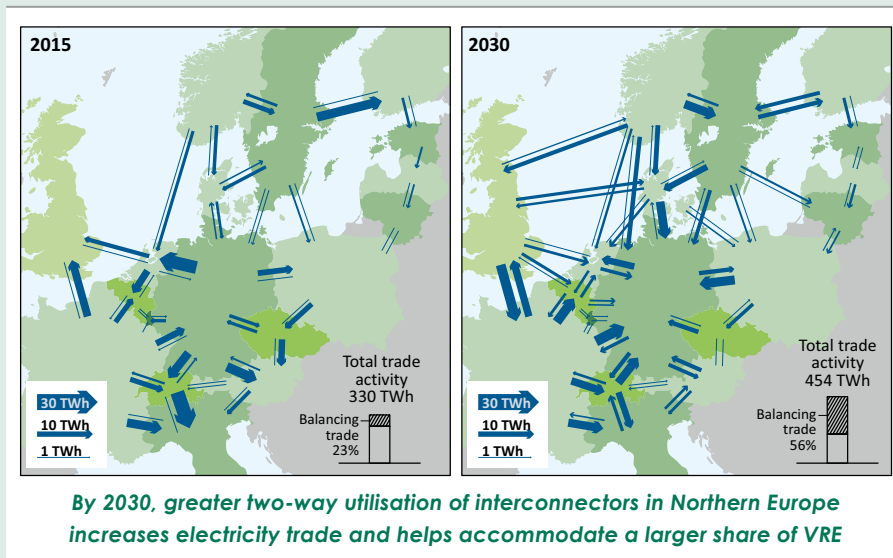 2015
Total trade
activity
330 TWh
Balancing
trade
23%
30 TWh
10 TWh
1 TWh
2030
Total trade
activity
454 TWh
Balancing
trade
56%
30 TWh
10 TWh
1 TWh
By 2030, greater two-way utilisation of interconnectors in Northern Europe
increases electricity trade and helps accommodate a larger share of VRE